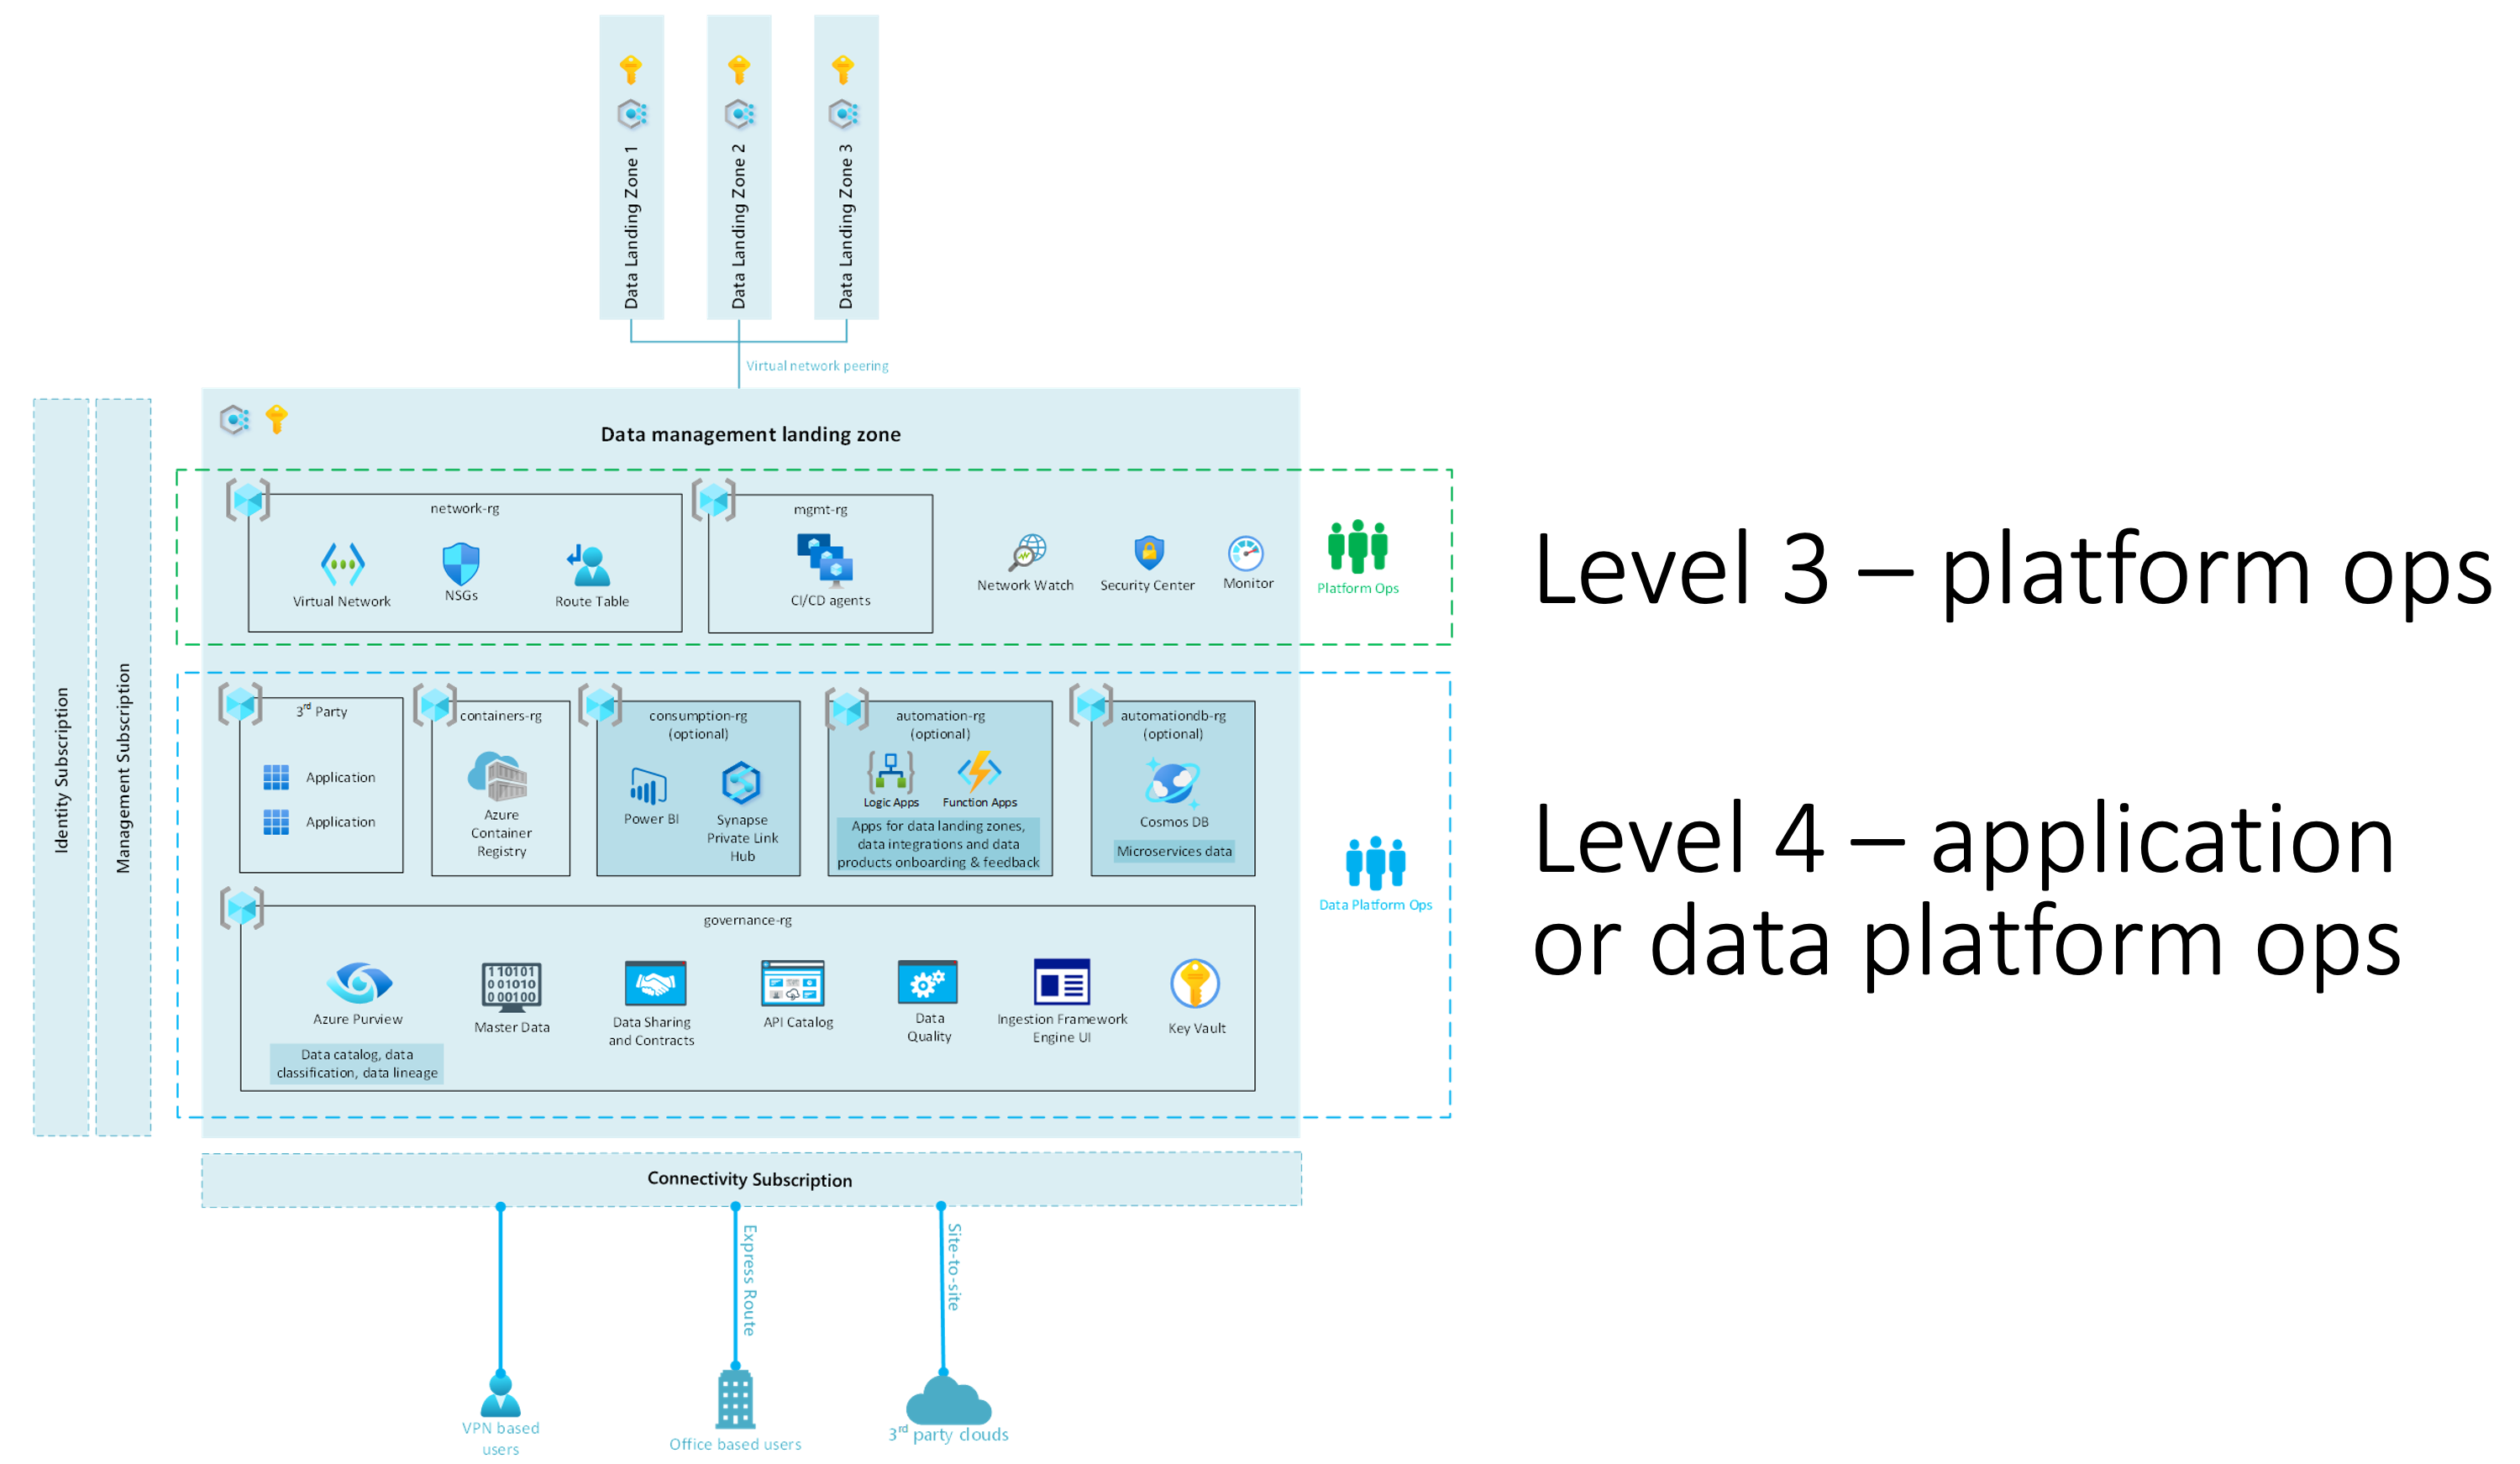 Data Landing Zone 1
Data Landing Zone 2
Data Landing Zone 3
Virtual network peering
Identity Subscription
Management Subscription
Data management landing zone
network-rg
Virtual Network
NSGs
Route Table
mgmt-rg
CI/CD agents
Network Watch
Security Center
Monitor
Platform Ops
Level 3 – platform ops
3rd Party
Application
Application
containers-rg
Azure
Container
Registry
consumption-rg
(optional)
Power BI
Synapse
Private Link
Hub
automation-rg
(optional)
Logic Apps
Function Apps
Apps for data landing zones,
data integrations and data
products onboarding & feedback
automationdb-rg
(optional)
Cosmos DB
Microservices data
Data Platform Ops
Level 4 – application
or data platform ops
governance-rg
Azure Purview
Data catalog, data
classification, data lineage
110101
001010
000100
Master Data
Data Sharing
and Contracts
API Catalog
Data
Quality
Ingestion Framework
Engine UI
Key Vault
Connectivity Subscription
Express Route
Site-to-site
VPN based
users
Office based users
3rd party clouds